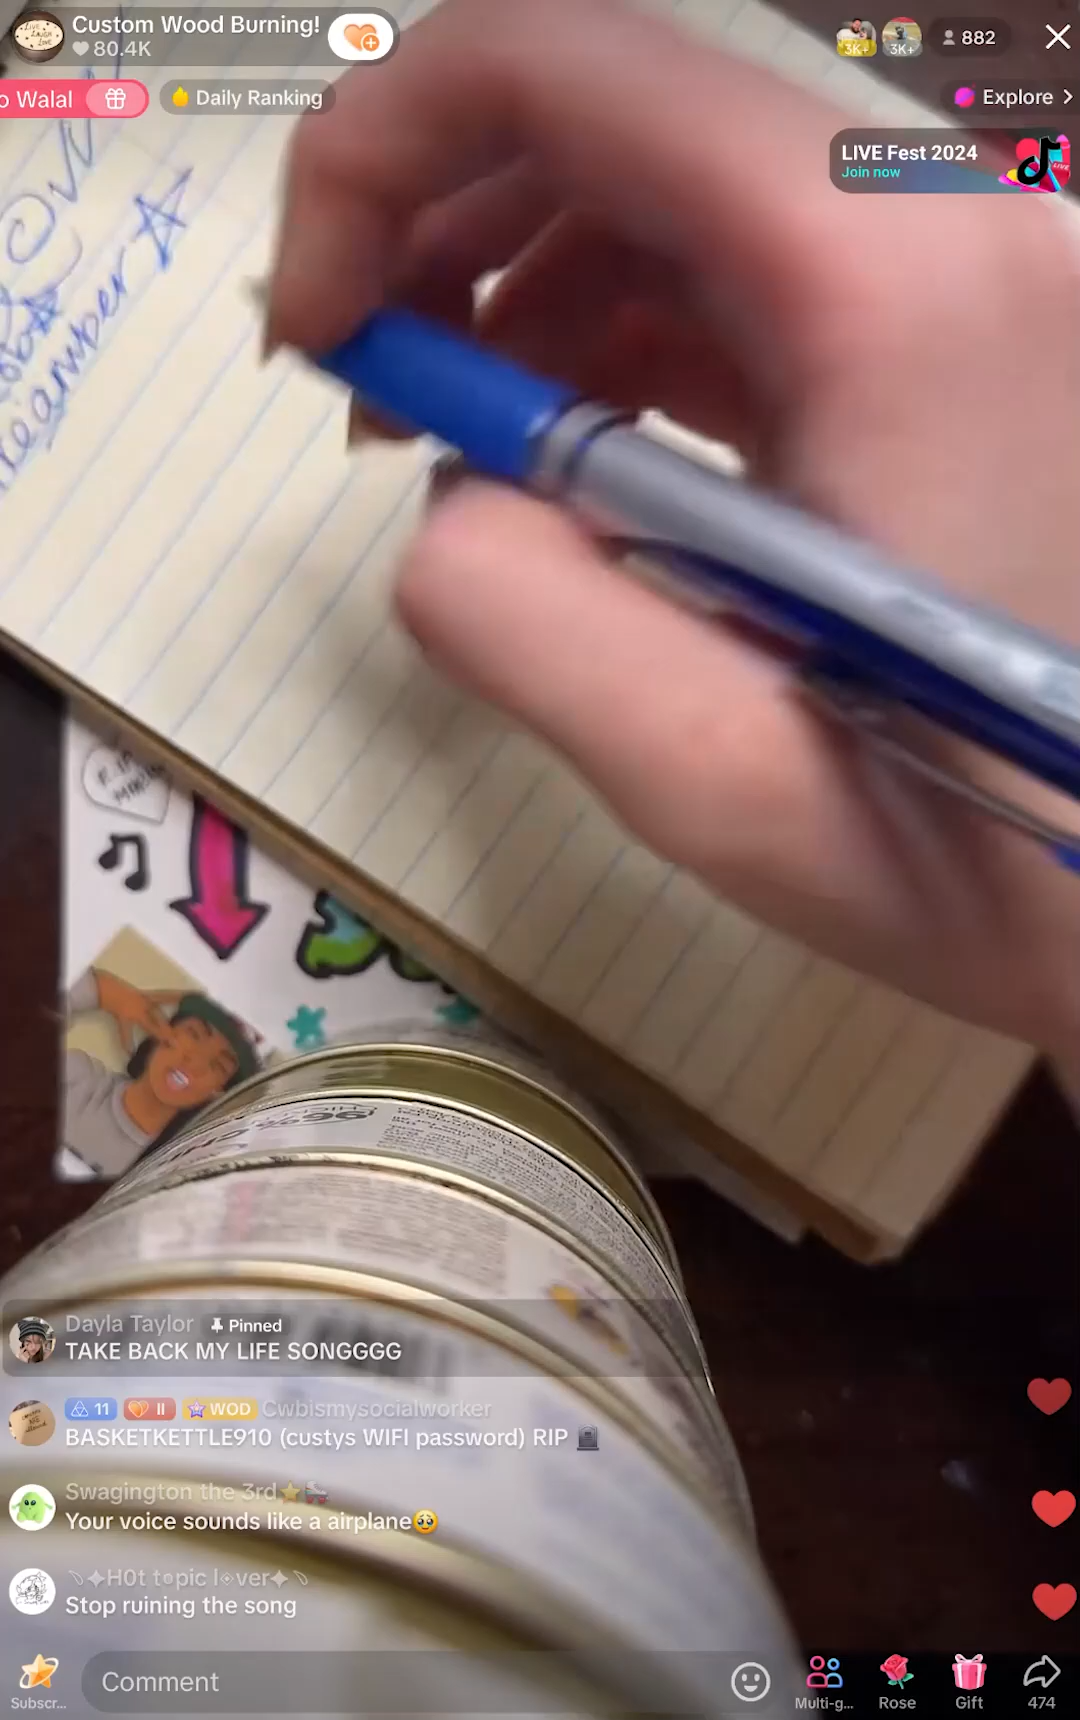 Custom Wood Burning!
80.4K
3K+
3K+
882
o Walal
Daily Ranking
Explore
LIVE Fest 2024
Join now
Dayla Taylor Pinned
TAKE BACK MY LIFE SONGGGG
11 II WOD Cwbismysocialworker
BASKETKETTLE910 (custys WIFI password) RIP 🪦
Swagington the 3rd⭐🛼
Your voice sounds like a airplane🥹
H0t topic l⟐ver
Stop ruining the song
Subscr...
Comment
Multi-g...
Rose
Gift
474